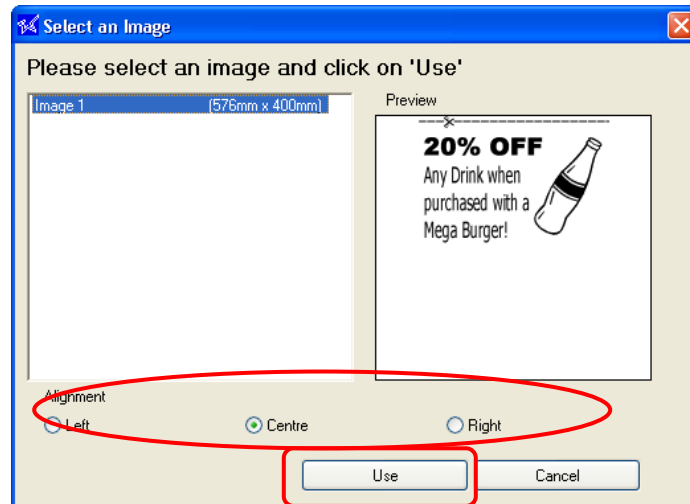 Select an Image
Please select an image and click on 'Use'
Image 1 (576mm x 400mm)
Preview
20% OFF
Any Drink when
purchased with a
Mega Burger!
Alignment
Left Centre Right
Use Cancel